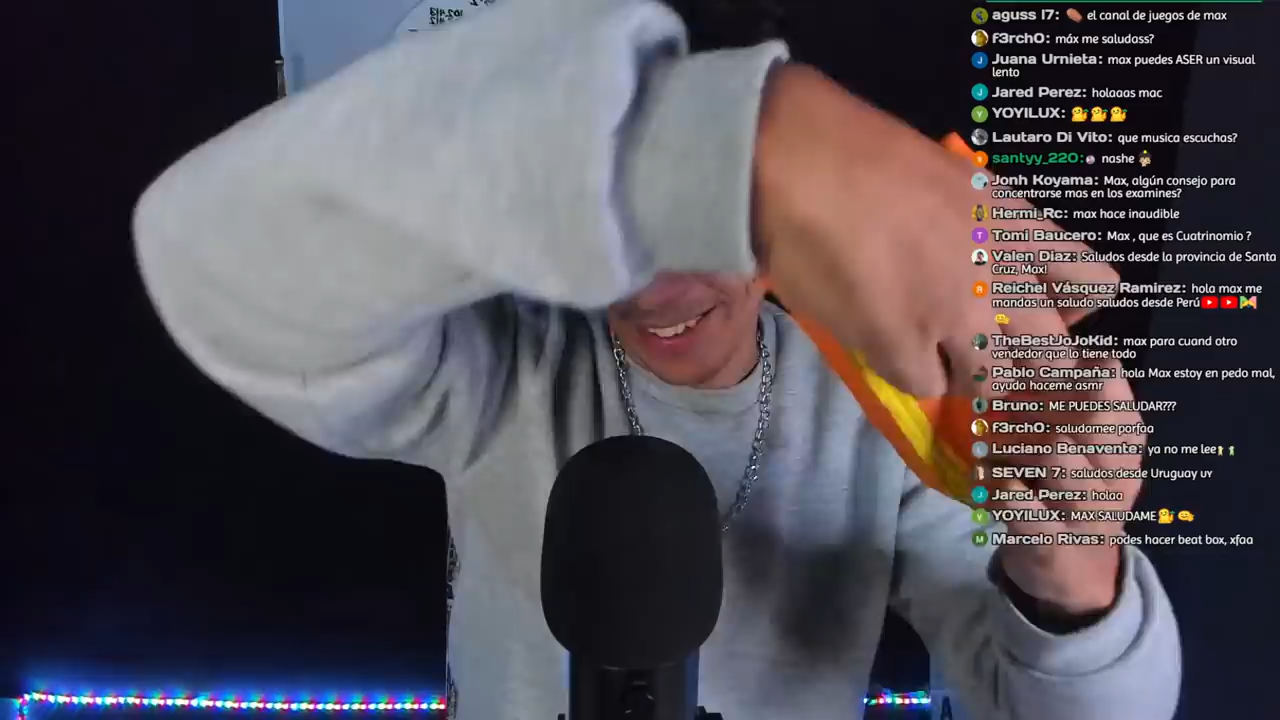 aguss 17: el canal de juegos de max
f3rch0: máx me saludass?
Juana Urnieta: max puedes ASER un visual
lento
Jared Perez: holaaas mac
YOYILUX:
Lautaro Di Vito: que musica escuchas?
santyy_220: nashe
Jonh Koyama: Max, algún consejo para
concentrarse mas en los examines?
Hermi_Rc: max hace inaudible
Tomi Baucero: Max , que es Cuatrinomio ?
Valen Diaz: Saludos desde la provincia de Santa
Cruz, Max!
Reichel Vásquez Ramirez: hola max me
mandas un saludo saludos desde Perú
TheBestJoJoKid: max para cuand otro
vendedor que lo tiene todo
Pablo Campaña: hola Max estoy en pedo mal,
ayuda haceme asmr
Bruno: ME PUEDES SALUDAR???
f3rch0: saludamee porfaa
Luciano Benavente: ya no me lee
SEVEN 7: saludos desde Uruguay uy
Jared Perez: holaa
YOYILUX: MAX SALUDAME
Marcelo Rivas: podes hacer beat box, xfaa